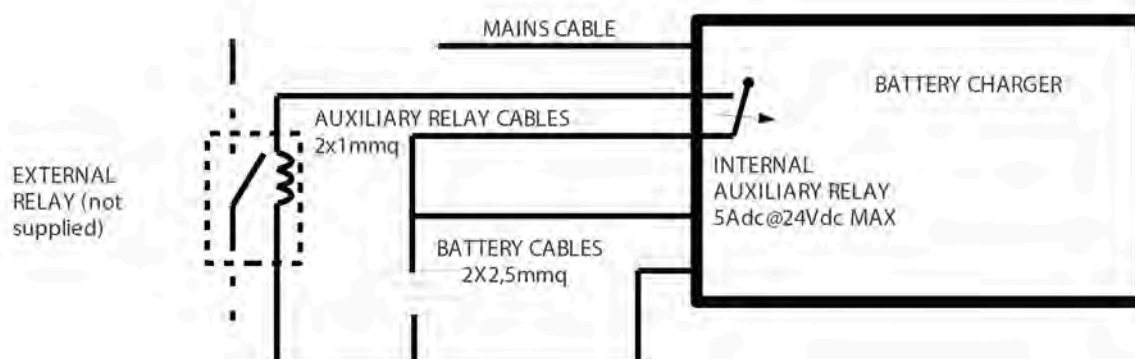 MAINS CABLE
BATTERY CHARGER
AUXILIARY RELAY CABLES
2x1mmq
EXTERNAL
RELAY (not
supplied)
INTERNAL
AUXILIARY RELAY
5Adc@24Vdc MAX
BATTERY CABLES
2X2,5mmq